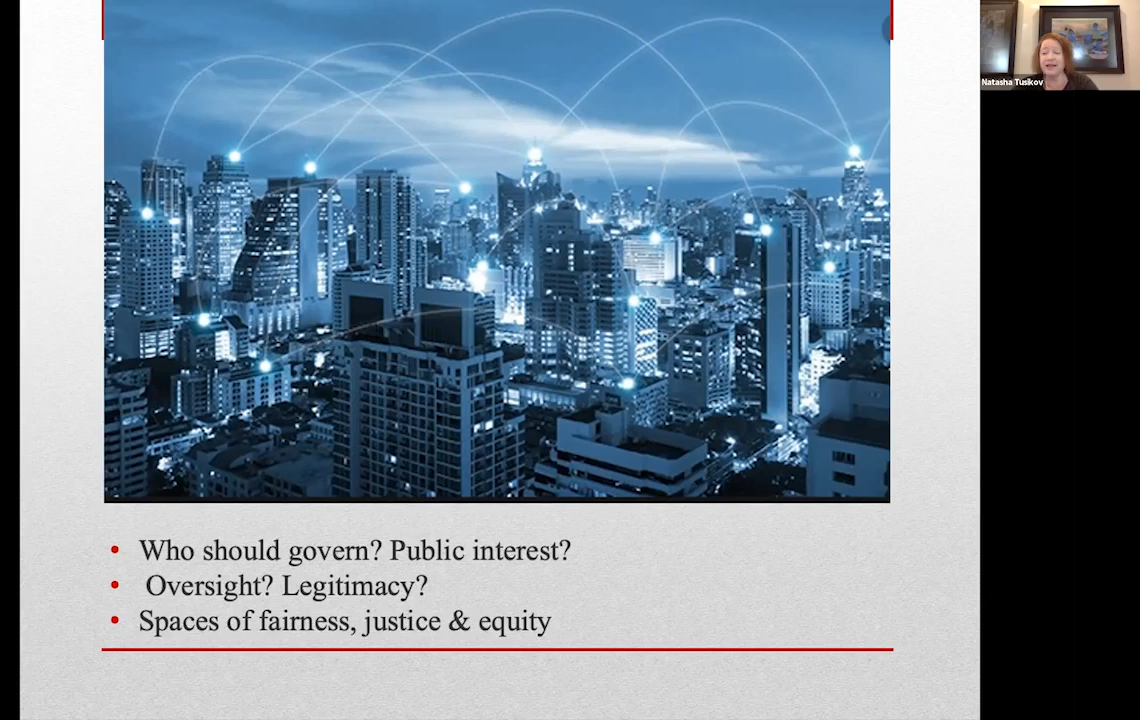 Natasha Tusikov
• Who should govern? Public interest?
• Oversight? Legitimacy?
• Spaces of fairness, justice & equity